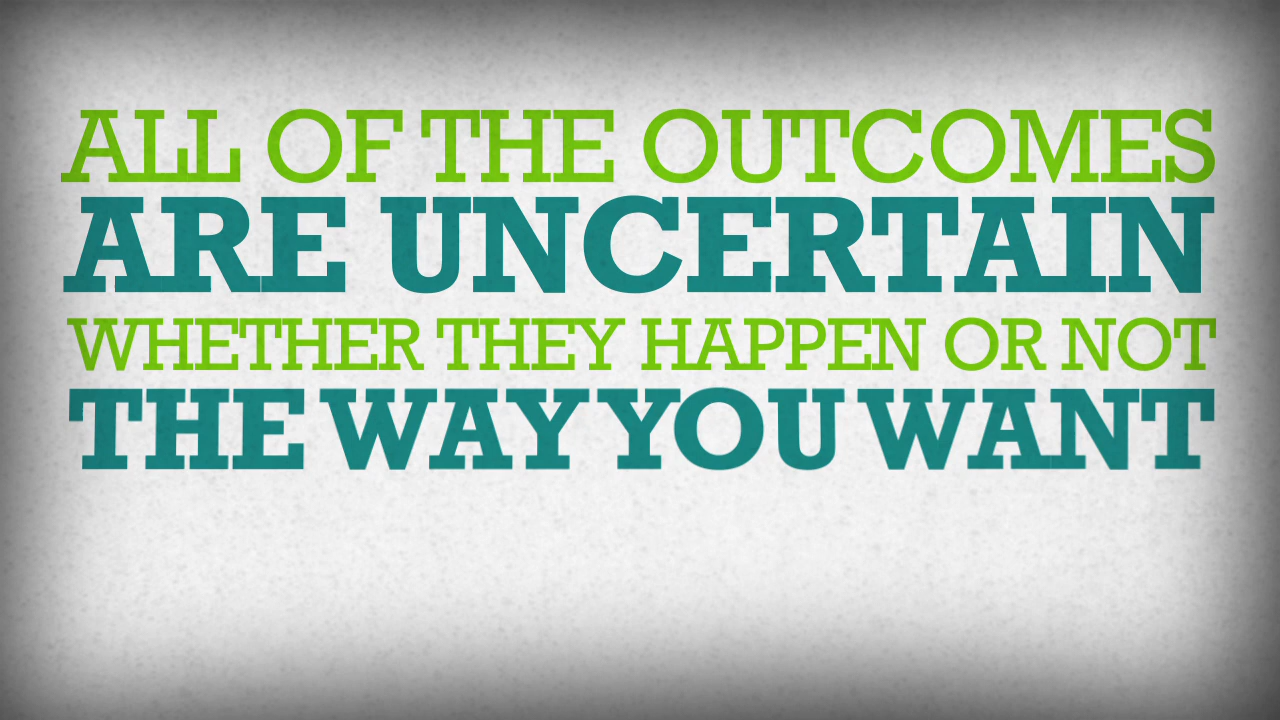 ALL OF THE OUTCOMES
ARE UNCERTAIN
WHETHER THEY HAPPEN OR NOT
THE WAY YOU WANT